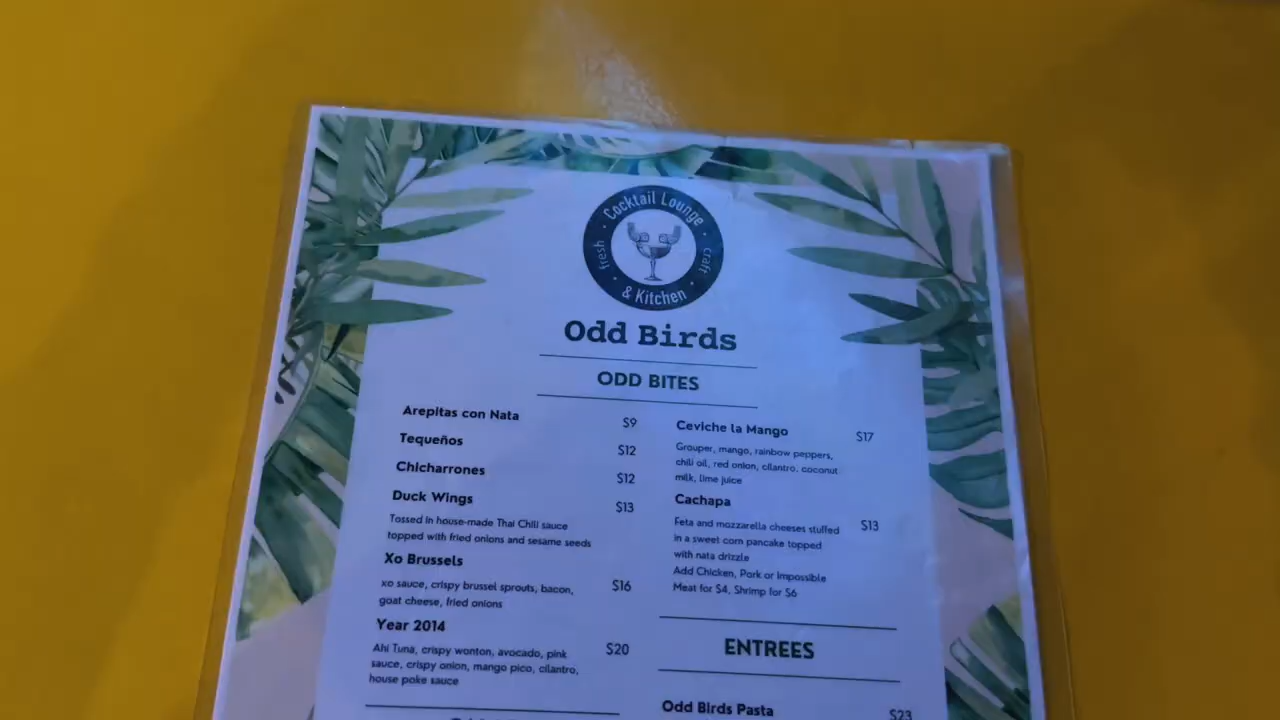 Cocktail Lounge
fresh
craft
& Kitchen
Odd Birds
ODD BITES
Arepitas con Nata $9
Tequeños $12
Chicharrones $12
Duck Wings $13
Tossed in house-made Thai Chili sauce
topped with fried onions and sesame seeds
Xo Brussels
xo sauce, crispy brussel sprouts, bacon, $16
goat cheese, fried onions
Year 2014
Ahi Tuna, crispy wonton, avocado, pink $20
sauce, crispy onion, mango pico, cilantro,
house poke sauce
Ceviche la Mango $17
Grouper, mango, rainbow peppers,
chili oil, red onion, cilantro, coconut
milk, lime juice
Cachapa
Feta and mozzarella cheeses stuffed $13
in a sweet corn pancake topped
with nata drizzle
Add Chicken, Pork or Impossible
Meat for $4, Shrimp for $6
ENTREES
Odd Birds Pasta $23